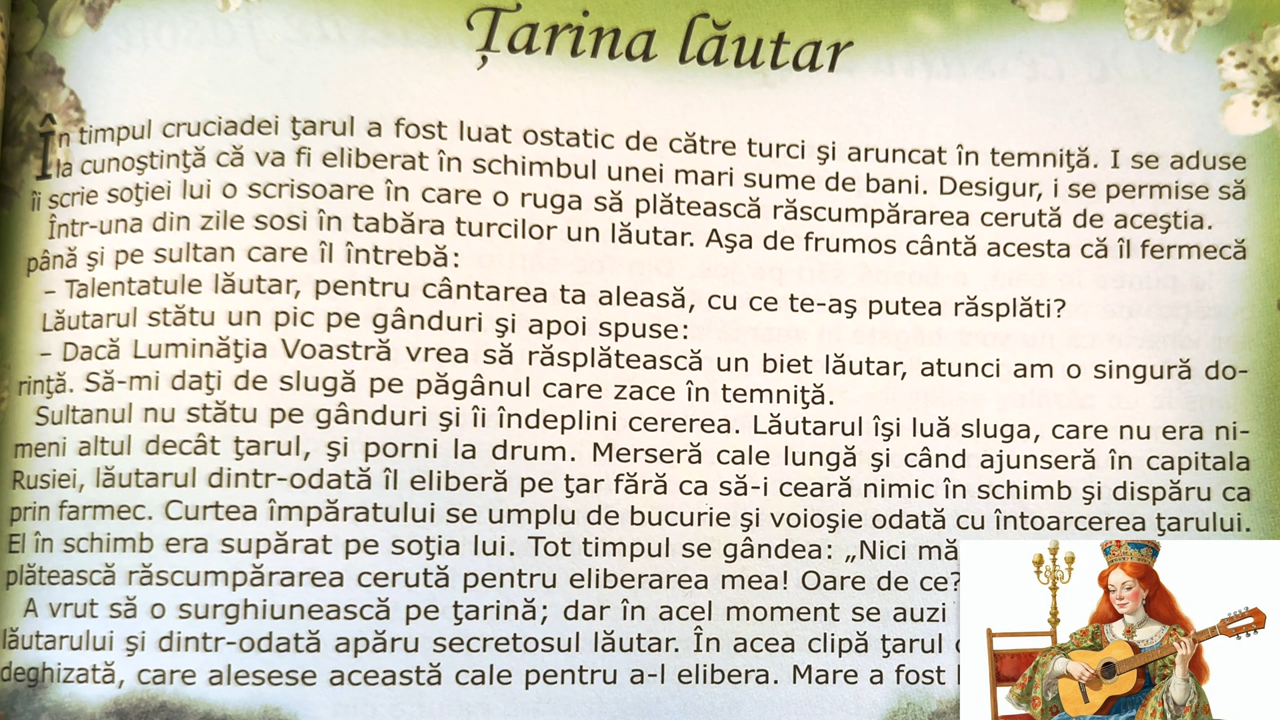 Ţarina lăutar
În timpul cruciadei ţarul a fost luat ostatic de către turci şi aruncat în temniţă. I se aduse
la cunoştinţă că va fi eliberat în schimbul unei mari sume de bani. Desigur, i se permise să
îi scrie soţiei lui o scrisoare în care o ruga să plătească răscumpărarea cerută de aceştia.
Într-una din zile sosi în tabăra turcilor un lăutar. Aşa de frumos cântă acesta că îl fermecă
până şi pe sultan care îl întrebă:
– Talentatule lăutar, pentru cântarea ta aleasă, cu ce te-aş putea răsplăti?
Lăutarul stătu un pic pe gânduri şi apoi spuse:
– Dacă Luminăţia Voastră vrea să răsplătească un biet lăutar, atunci am o singură do-
rinţă. Să-mi daţi de slugă pe păgânul care zace în temniţă.
Sultanul nu stătu pe gânduri şi îi îndeplini cererea. Lăutarul îşi luă sluga, care nu era ni-
meni altul decât ţarul, şi porni la drum. Merseră cale lungă şi când ajunseră în capitala
Rusiei, lăutarul dintr-odată îl eliberă pe ţar fără ca să-i ceară nimic în schimb şi dispăru ca
prin farmec. Curtea împăratului se umplu de bucurie şi voioşie odată cu întoarcerea ţarului.
El în schimb era supărat pe soţia lui. Tot timpul se gândea: „Nici mă
plătească răscumpărarea cerută pentru eliberarea mea! Oare de ce?
A vrut să o surghiunească pe ţarină; dar în acel moment se auzi
lăutarului şi dintr-odată apăru secretosul lăutar. În acea clipă ţarul
deghizată, care alesese această cale pentru a-l elibera. Mare a fost